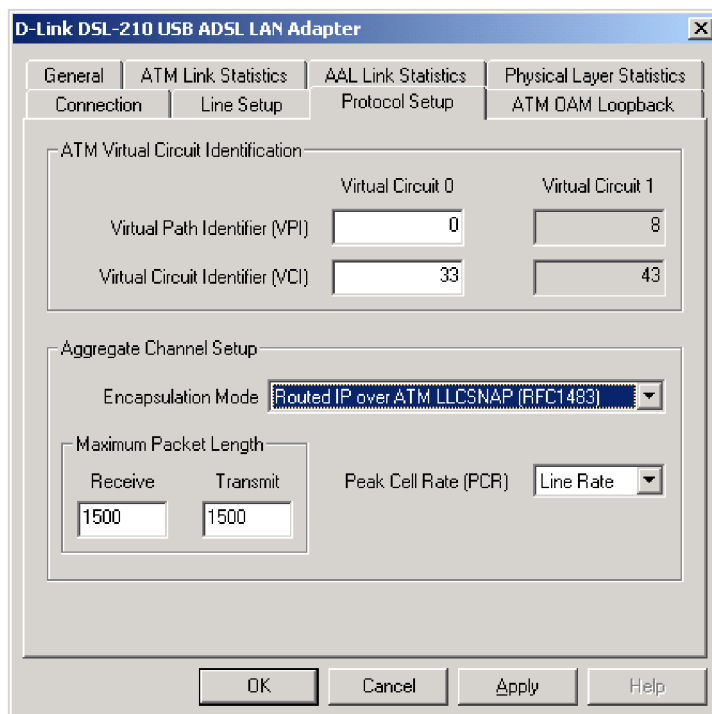 D-Link DSL-210 USB ADSL LAN Adapter
General ATM Link Statistics AAL Link Statistics Physical Layer Statistics
Connection Line Setup Protocol Setup ATM OAM Loopback
ATM Virtual Circuit Identification
Virtual Circuit 0 Virtual Circuit 1
Virtual Path Identifier (VPI) 0 8
Virtual Circuit Identifier (VCI) 33 43
Aggregate Channel Setup
Encapsulation Mode Routed IP over ATM LLCSNAP (RFC1483)
Maximum Packet Length
Receive Transmit Peak Cell Rate (PCR) Line Rate
1500 1500
OK Cancel Apply Help